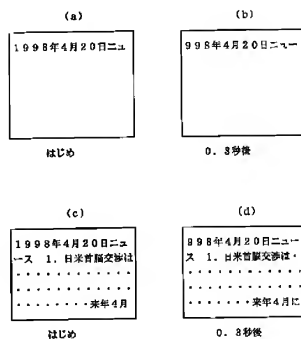 (a)
1998年4月20日ニュ
はじめ
(b)
998年4月20日ニュー
0.3秒後
(c)
1998年4月20日ニュ
ース 1.日米首脳交渉は
・・・・・・・・・・・
・・・・・・・・・・・
・・・・・・・・来年4月
はじめ
(d)
998年4月20日ニュー
ス 1.日米首脳交渉は・
・・・・・・・・・・・
・・・・・・・・・・・
・・・・・・・来年4月に
0.3秒後